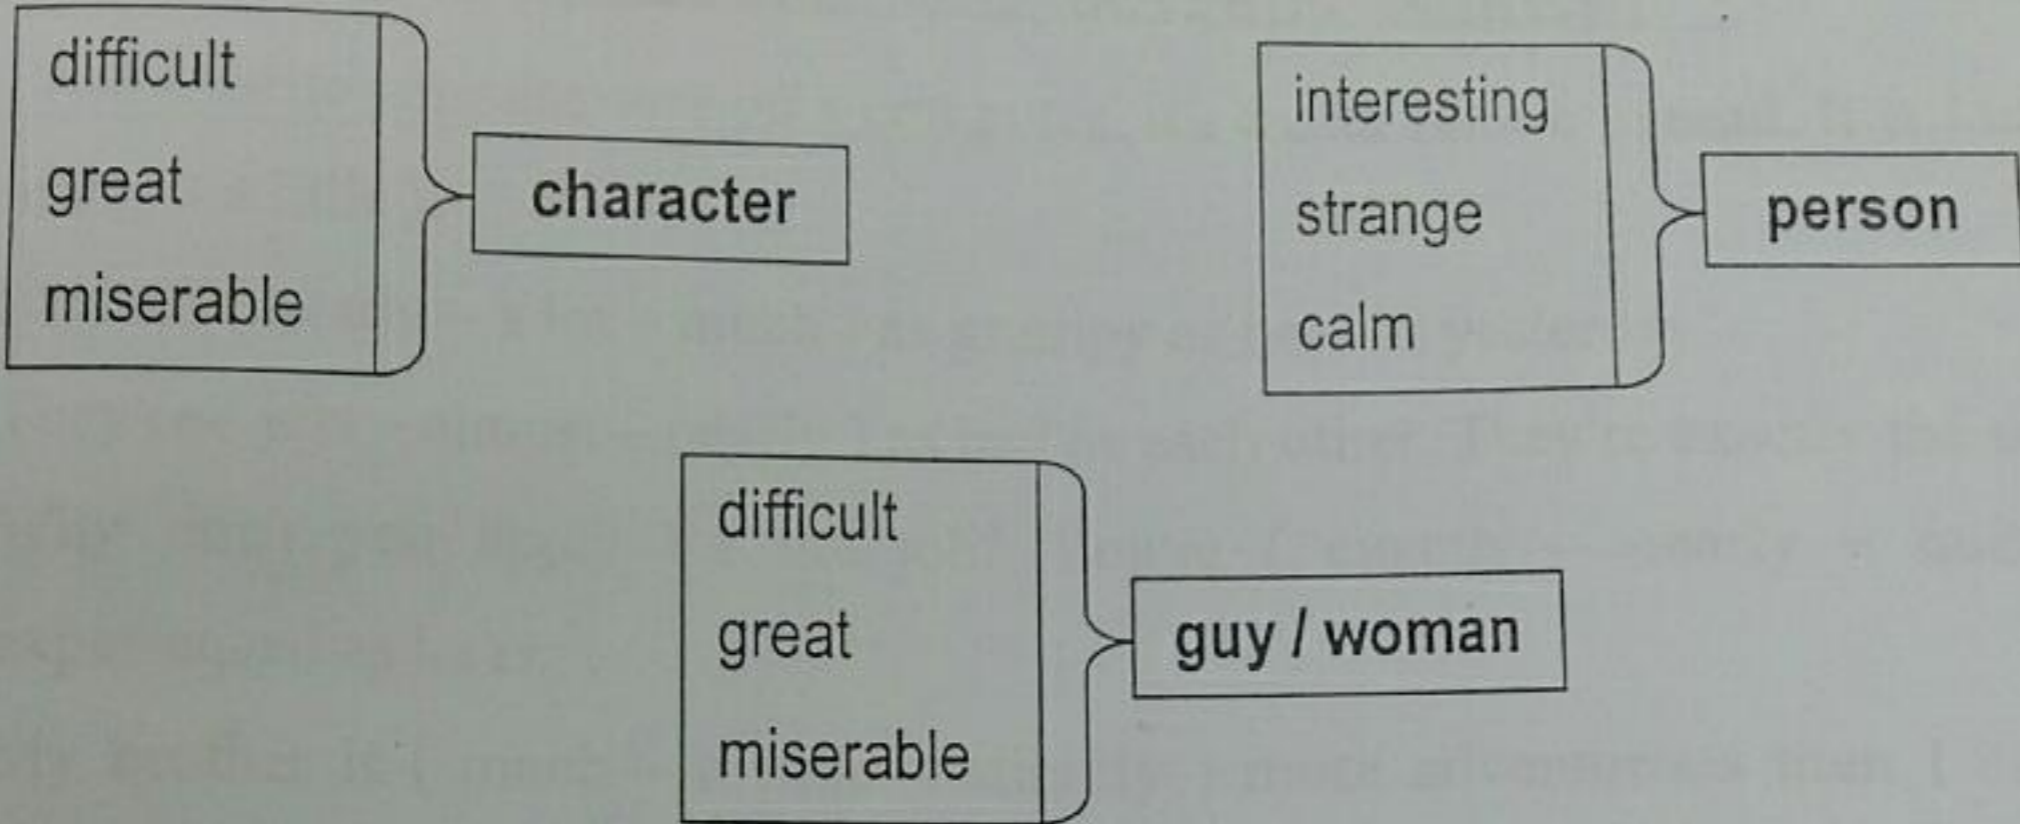 difficult
great
miserable
character
interesting
strange
calm
person
difficult
great
miserable
guy / woman